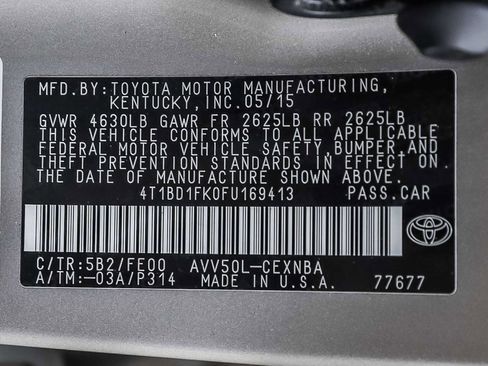 MFD.BY:TOYOTA MOTOR MANUFACTURING,
KENTUCKY,INC.05/15
GVWR 4630LB GAWR FR 2625LB RR 2625LB
THIS VEHICLE CONFORMS TO ALL APPLICABLE
FEDERAL MOTOR VEHICLE SAFETY,BUMPER,AND
THEFT PREVENTION STANDARDS IN EFFECT ON
THE DATE OF MANUFACTURE SHOWN ABOVE.
4T1BD1FK0FU169413 PASS.CAR
C/TR:5B2/FE00 AVV50L-CEXNBA
A/TM:-03A/P314 MADE IN U.S.A. 77677